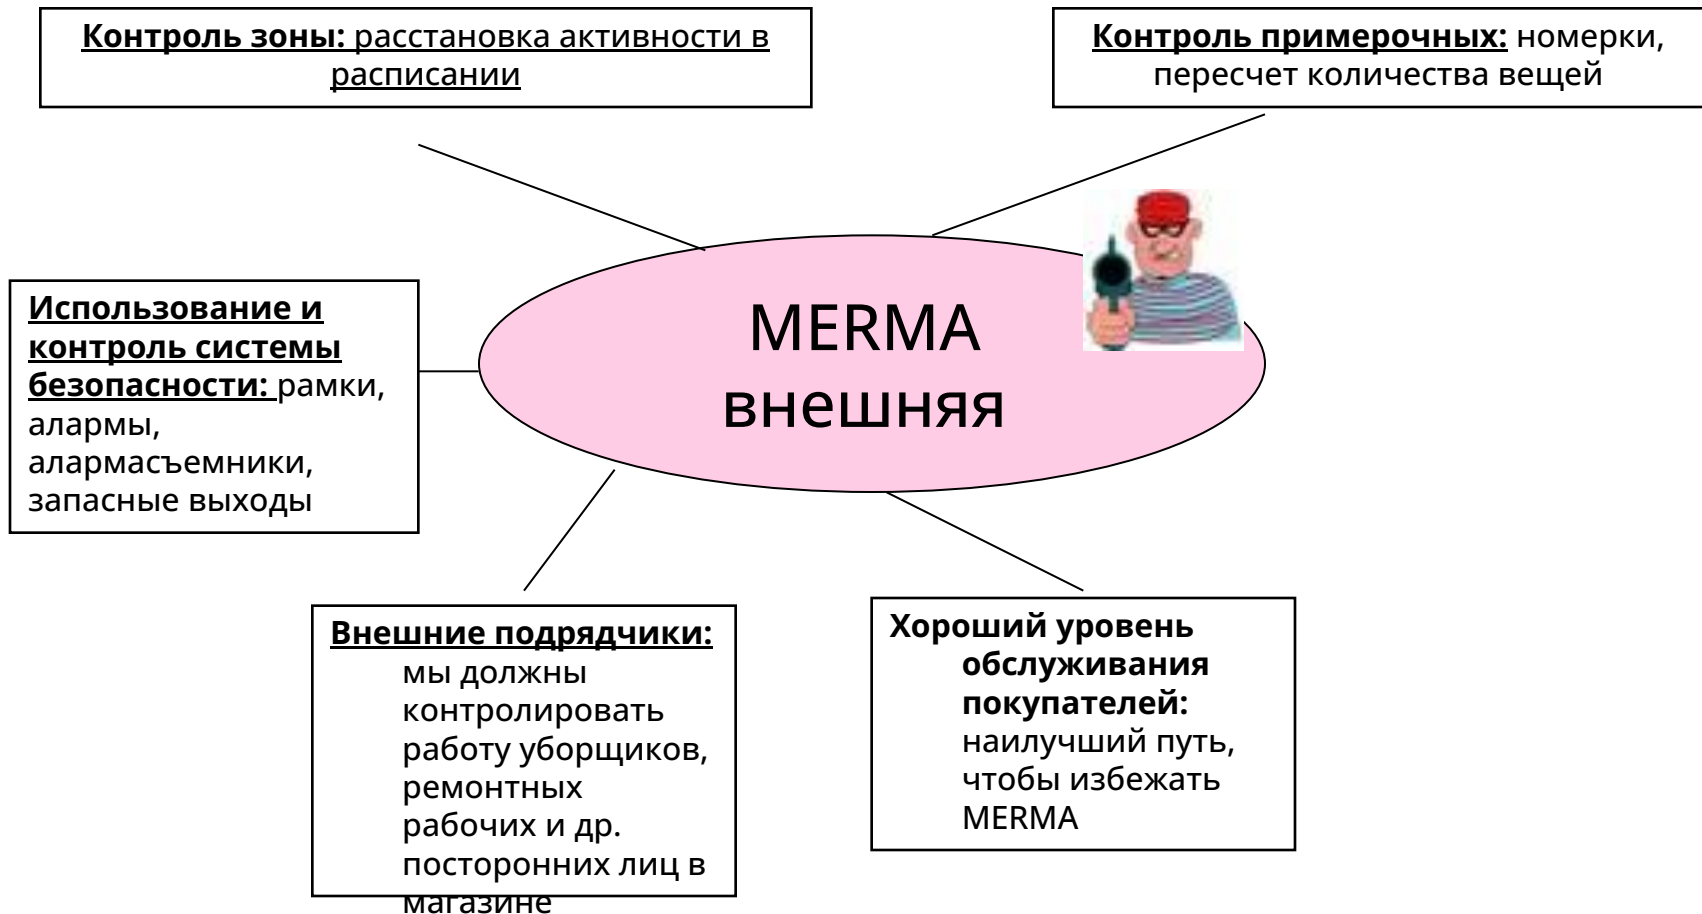 Контроль зоны: расстановка активности в
расписании
Контроль примерочных: номерки,
пересчет количества вещей
MERMA
внешняя
Использование и
контроль системы
безопасности: рамки,
алармы,
алармасъемники,
запасные выходы
Внешние подрядчики:
мы должны
контролировать
работу уборщиков,
ремонтных
рабочих и др.
посторонних лиц в
магазине
Хороший уровень
обслуживания
покупателей:
наилучший путь,
чтобы избежать
MERMA